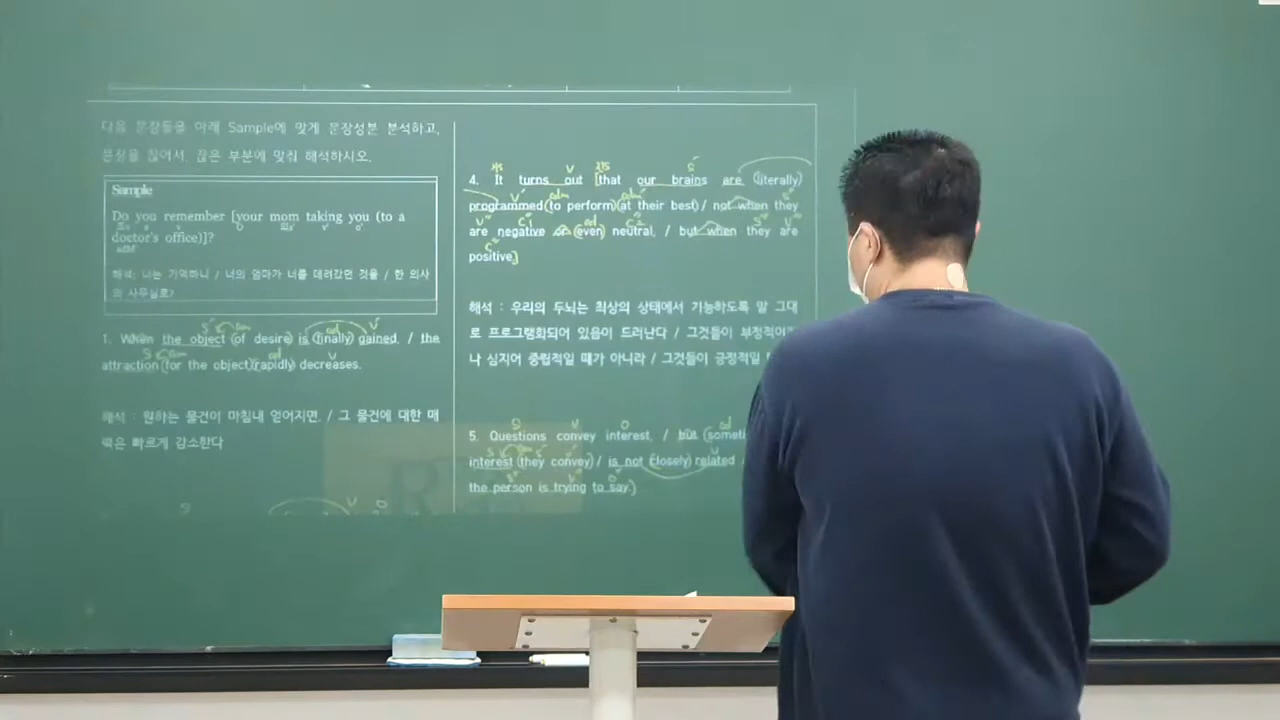 다음 문장들을 아래 Sample에 맞게 문장성분 분석하고,
문장을 끊어서, 끊은 부분에 맞춰 해석하시오.
Sample
Do you remember [your mom taking you (to a
doctor's office)]?
해석: 너는 기억하니 / 너의 엄마가 너를 데려갔던 것을 / 한 의사
의 사무실로?
1. When the object (of desire) is (finally) gained, / the
attraction (for the object)(rapidly) decreases.
해석 : 원하는 물건이 마침내 얻어지면, / 그 물건에 대한 매
력은 빠르게 감소한다
4. It turns out [that our brains are (literally)
programmed (to perform)(at their best) / not when they
are negative or (even) neutral, / but when they are
positive]
해석 : 우리의 두뇌는 최상의 상태에서 기능하도록 말 그대
로 프로그램화되어 있음이 드러난다 / 그것들이 부정적이
나 심지어 중립적일 때가 아니라 / 그것들이 긍정적일
5. Questions convey interest, / but
interest (they convey) / is not (closely) related
the person is trying to say.)